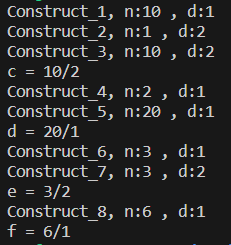 Construct_1, n:10 , d:1
Construct_2, n:1 , d:2
Construct_3, n:10 , d:2
c = 10/2
Construct_4, n:2 , d:1
Construct_5, n:20 , d:1
d = 20/1
Construct_6, n:3 , d:1
Construct_7, n:3 , d:2
e = 3/2
Construct_8, n:6 , d:1
f = 6/1